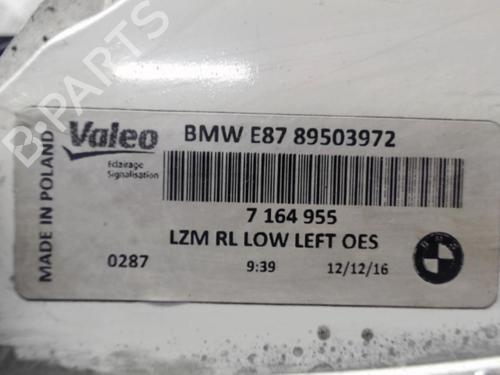 MADE IN POLAND
Valeo
Eclairage
Signalisation
BMW E87 89503972
7 164 955
LZM RL LOW LEFT OES
0287
9:39
12/12/16
BMW
B-PARTS